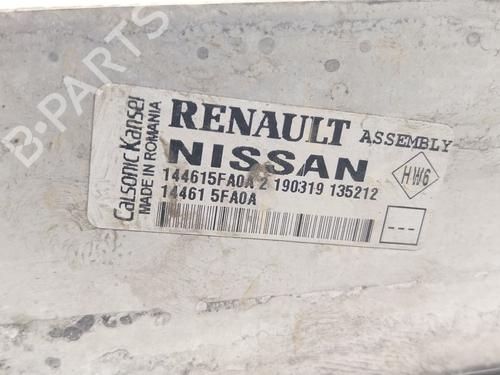 B-PARTS
Calsonic Kansei
MADE IN ROMANIA
RENAULT ASSEMBLY
NISSAN
144615FA0A 2 190319 135212
14461 5FA0A
HW6
---